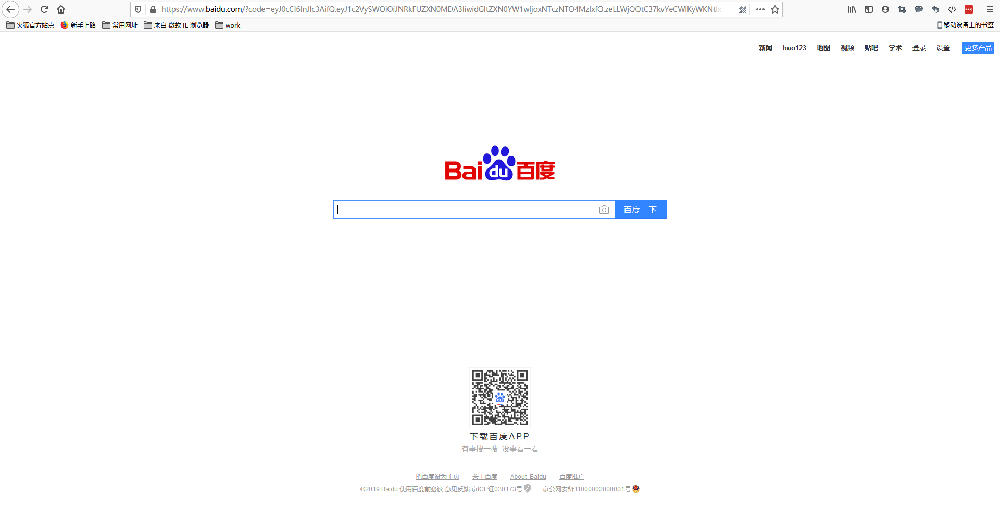 https://www.baidu.com/?code=
火狐官方站点 新手上路 常用网址 来自 微软 IE 浏览器 work 移动设备上的书签
新闻 hao123 地图 视频 贴吧 学术 登录 设置 更多产品
Bai du 百度
百度一下
du
下载百度APP
有事搜一搜 没事看一看
把百度设为主页 关于百度 About Baidu 百度推广
©2019 Baidu 使用百度前必读 意见反馈 京ICP证030173号 京公网安备11000002000001号